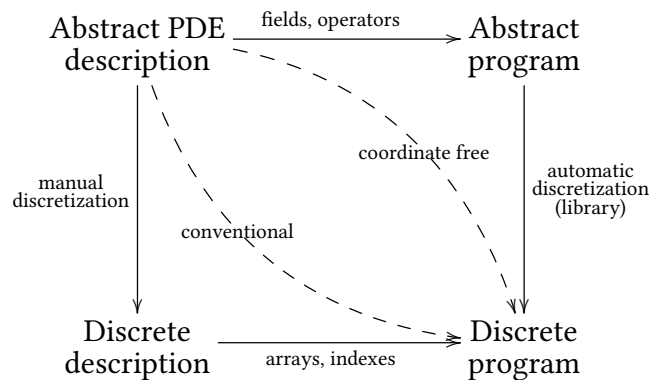 fields, operators
Abstract PDE
description
Abstract
program
coordinate free
manual
discretization
automatic
discretization
(library)
conventional
Discrete
description
arrays, indexes
Discrete
program